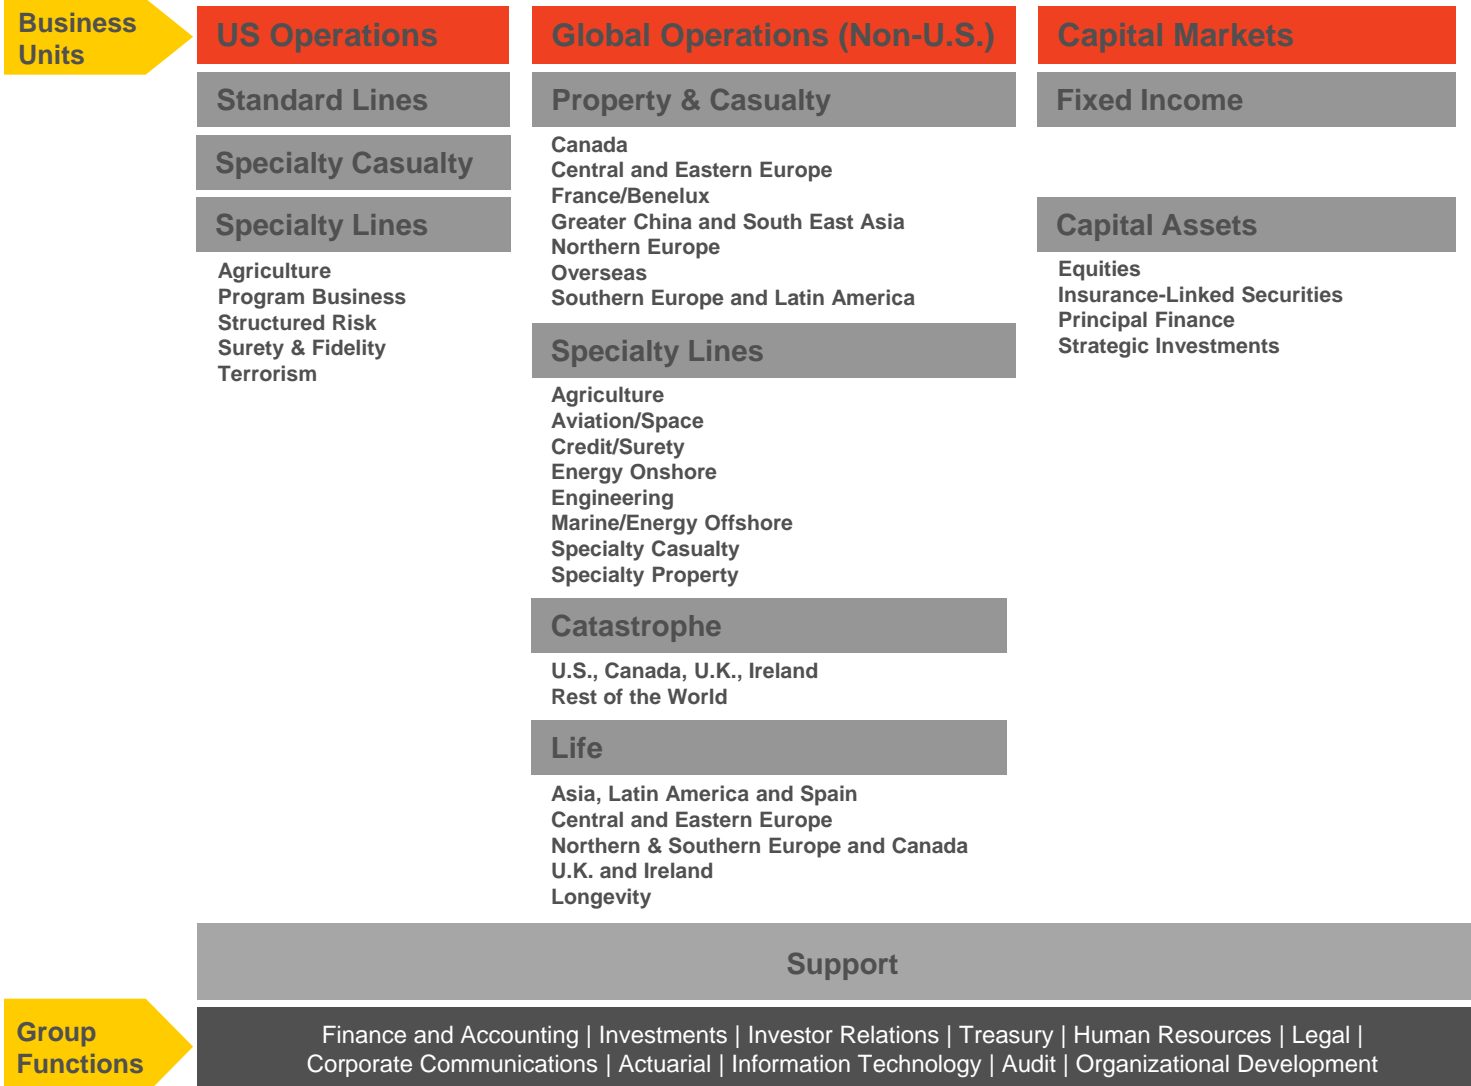 Business
Units
US Operations
Standard Lines
Specialty Casualty
Specialty Lines
Agriculture
Program Business
Structured Risk
Surety & Fidelity
Terrorism
Global Operations (Non-U.S.)
Property & Casualty
Canada
Central and Eastern Europe
France/Benelux
Greater China and South East Asia
Northern Europe
Overseas
Southern Europe and Latin America
Specialty Lines
Agriculture
Aviation/Space
Credit/Surety
Energy Onshore
Engineering
Marine/Energy Offshore
Specialty Casualty
Specialty Property
Catastrophe
U.S., Canada, U.K., Ireland
Rest of the World
Life
Asia, Latin America and Spain
Central and Eastern Europe
Northern & Southern Europe and Canada
U.K. and Ireland
Longevity
Capital Markets
Fixed Income
Capital Assets
Equities
Insurance-Linked Securities
Principal Finance
Strategic Investments
Support
Group
Functions
Finance and Accounting | Investments | Investor Relations | Treasury | Human Resources | Legal |
Corporate Communications | Actuarial | Information Technology | Audit | Organizational Development